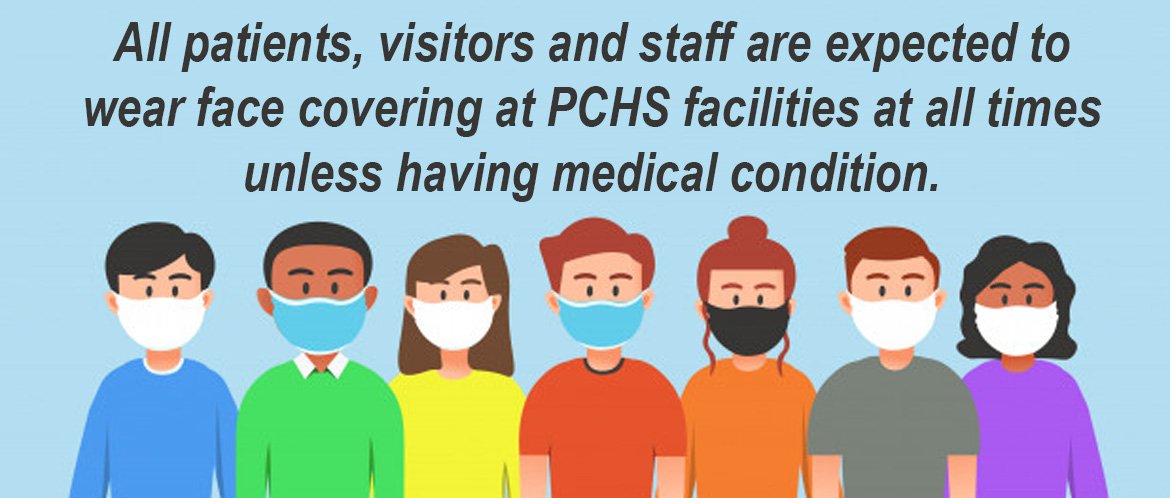 All patients, visitors and staff are expected to
wear face covering at PCHS facilities at all times
unless having medical condition.